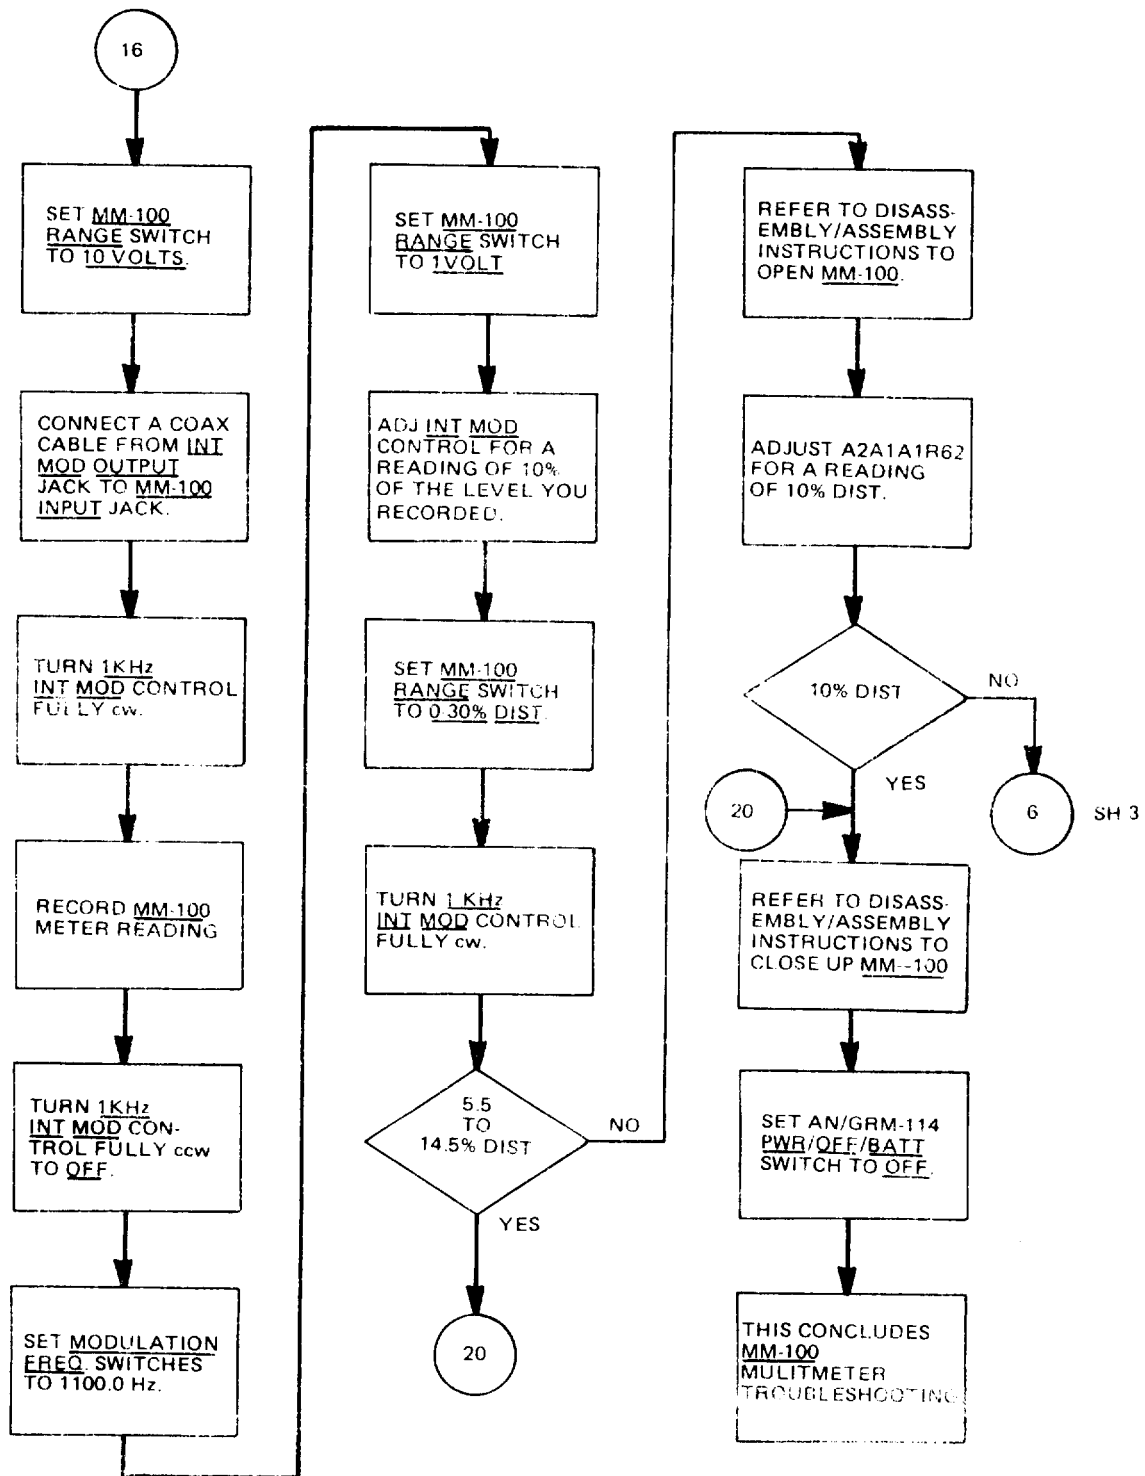 16
SET MM-100
RANGE SWITCH
TO 10 VOLTS.
CONNECT A COAX
CABLE FROM INT
MOD OUTPUT
JACK TO MM-100
INPUT JACK.
TURN 1KHz
INT MOD CONTROL
FULLY cw.
RECORD MM-100
METER READING
TURN 1KHz
INT MOD CON-
TROL FULLY ccw
TO OFF.
SET MODULATION
FREQ. SWITCHES
TO 1100.0 Hz.
SET MM-100
RANGE SWITCH
TO 1VOLT
ADJ INT MOD
CONTROL FOR A
READING OF 10%
OF THE LEVEL YOU
RECORDED.
SET MM-100
RANGE SWITCH
TO 0-30% DIST.
TURN 1 KHz
INT MOD CONTROL
FULLY cw.
5.5
TO
14.5% DIST
NO
YES
20
REFER TO DISASS-
EMBLY/ASSEMBLY
INSTRUCTIONS TO
OPEN MM-100.
ADJUST A2A1A1R62
FOR A READING
OF 10% DIST.
10% DIST
NO
YES
20
6
SH 3
REFER TO DISASS-
EMBLY/ASSEMBLY
INSTRUCTIONS TO
CLOSE UP MM--100
SET AN/GRM-114
PWR/OFF/BATT
SWITCH TO OFF.
THIS CONCLUDES
MM-100
MULITMETER
TROUBLESHOOTING